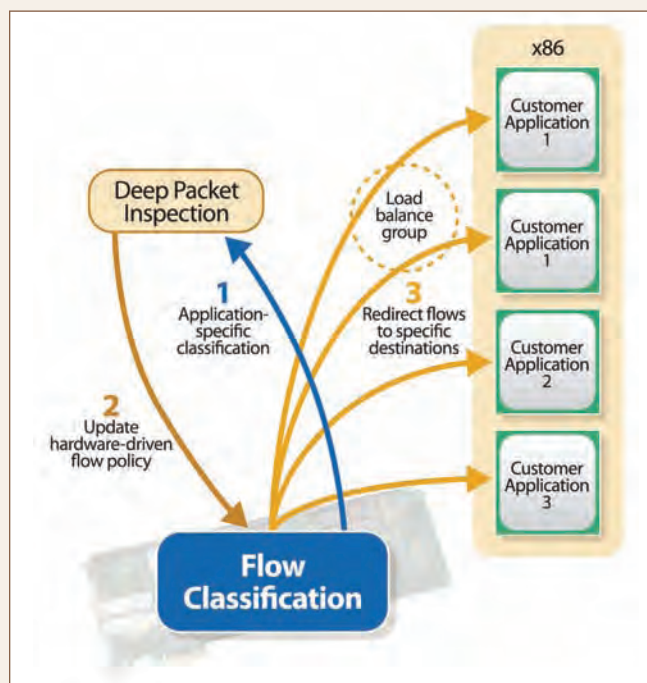 x86
Customer
Application
1
Deep Packet
Inspection
Load
balance
group
Customer
Application
1
1
Application-
specific
classification
3
Redirect flows
to specific
destinations
Customer
Application
2
2
Update
hardware-driven
flow policy
Customer
Application
3
Flow
Classification